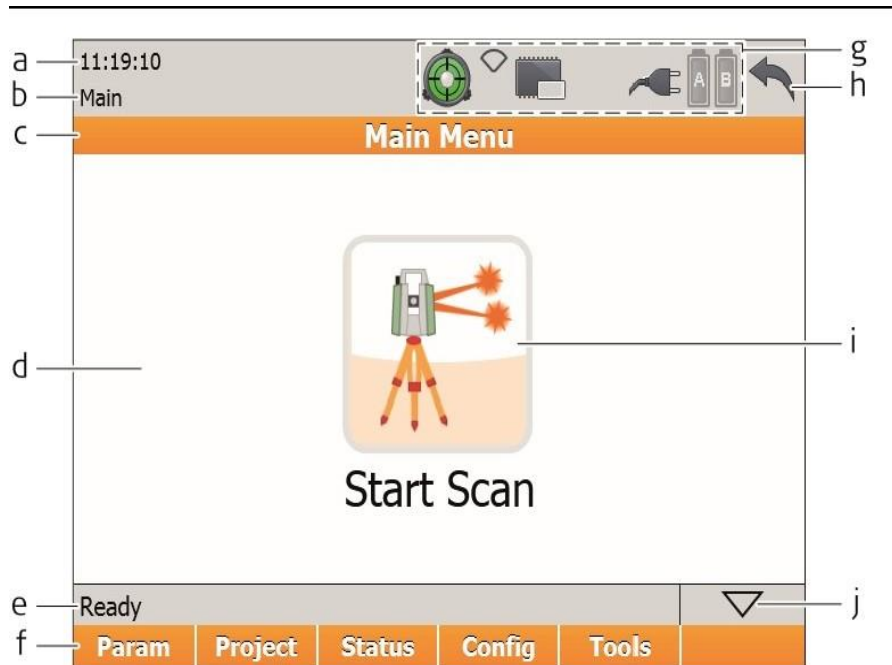 a 11:19:10 g
b Main A B h
c Main Menu
d i
Start Scan
e Ready j
f Param Project Status Config Tools